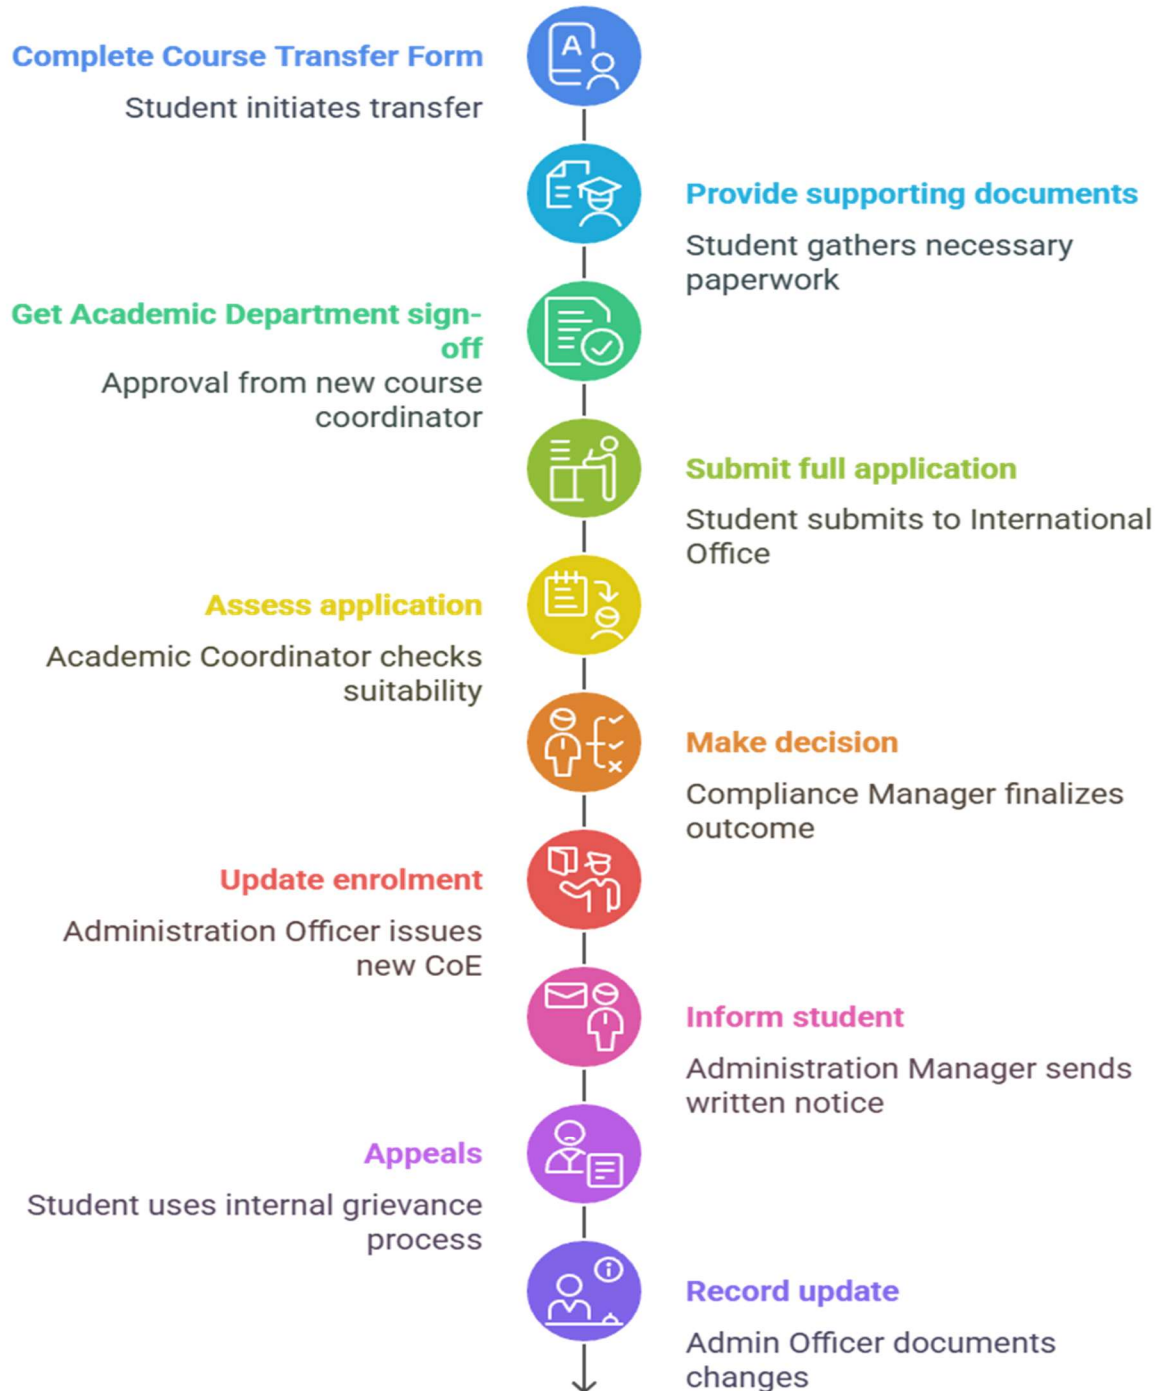 Complete Course Transfer Form
Student initiates transfer
A
Provide supporting documents
Student gathers necessary
paperwork
Get Academic Department sign-
off
Approval from new course
coordinator
Submit full application
Student submits to International
Office
Assess application
Academic Coordinator checks
suitability
Make decision
Compliance Manager finalizes
outcome
Update enrolment
Administration Officer issues
new CoE
Inform student
Administration Manager sends
written notice
Appeals
Student uses internal grievance
process
Record update
Admin Officer documents
changes